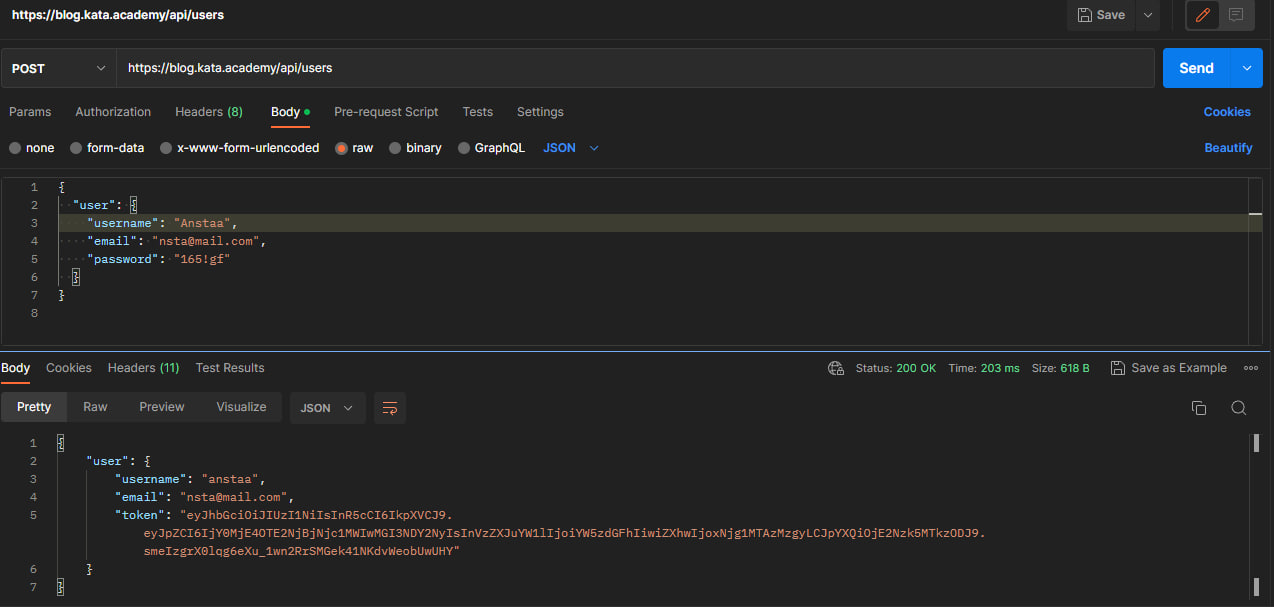 https://blog.kata.academy/api/users
Save
POST
https://blog.kata.academy/api/users
Send
Params Authorization Headers (8) Body Pre-request Script Tests Settings Cookies
none form-data x-www-form-urlencoded raw binary GraphQL JSON Beautify
1 {
2 "user": {
3 "username": "Anstaa",
4 "email": "nsta@mail.com",
5 "password": "165!gf"
6 }
7 }
8
Body Cookies Headers (11) Test Results Status: 200 OK Time: 203 ms Size: 618 B Save as Example
Pretty Raw Preview Visualize JSON
1 {
2 "user": {
3 "username": "anstaa",
4 "email": "nsta@mail.com",
5 "token": "eyJhbGciOiJIUzI1NiIsInR5cCI6IkpXVCJ9.
eyJpZCI6IjY0MjE4OTE2NjBjNjc1MWIwMGI3NDY2NyIsInVzZXJuYW1lIjoiYW5zdGFhIiwiZXhwIjoxNjg1MTAzMzgyLCJpYXQiOjE2Nzk5MTkzODJ9.
smeIzgrX0lqg6eXu_1wn2RrSMGek41NKdvWeobUwUHY"
6 }
7 }